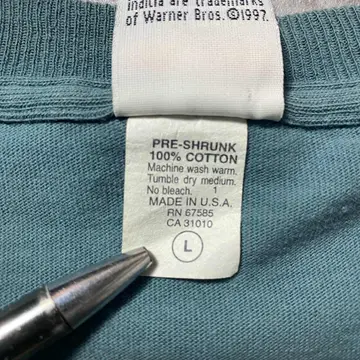 indicia are trademarks
of Warner Bros. ©1997.
PRE-SHRUNK
100% COTTON
Machine wash warm.
Tumble dry medium.
No bleach. 1
MADE IN U.S.A.
RN 67585
CA 31010
L